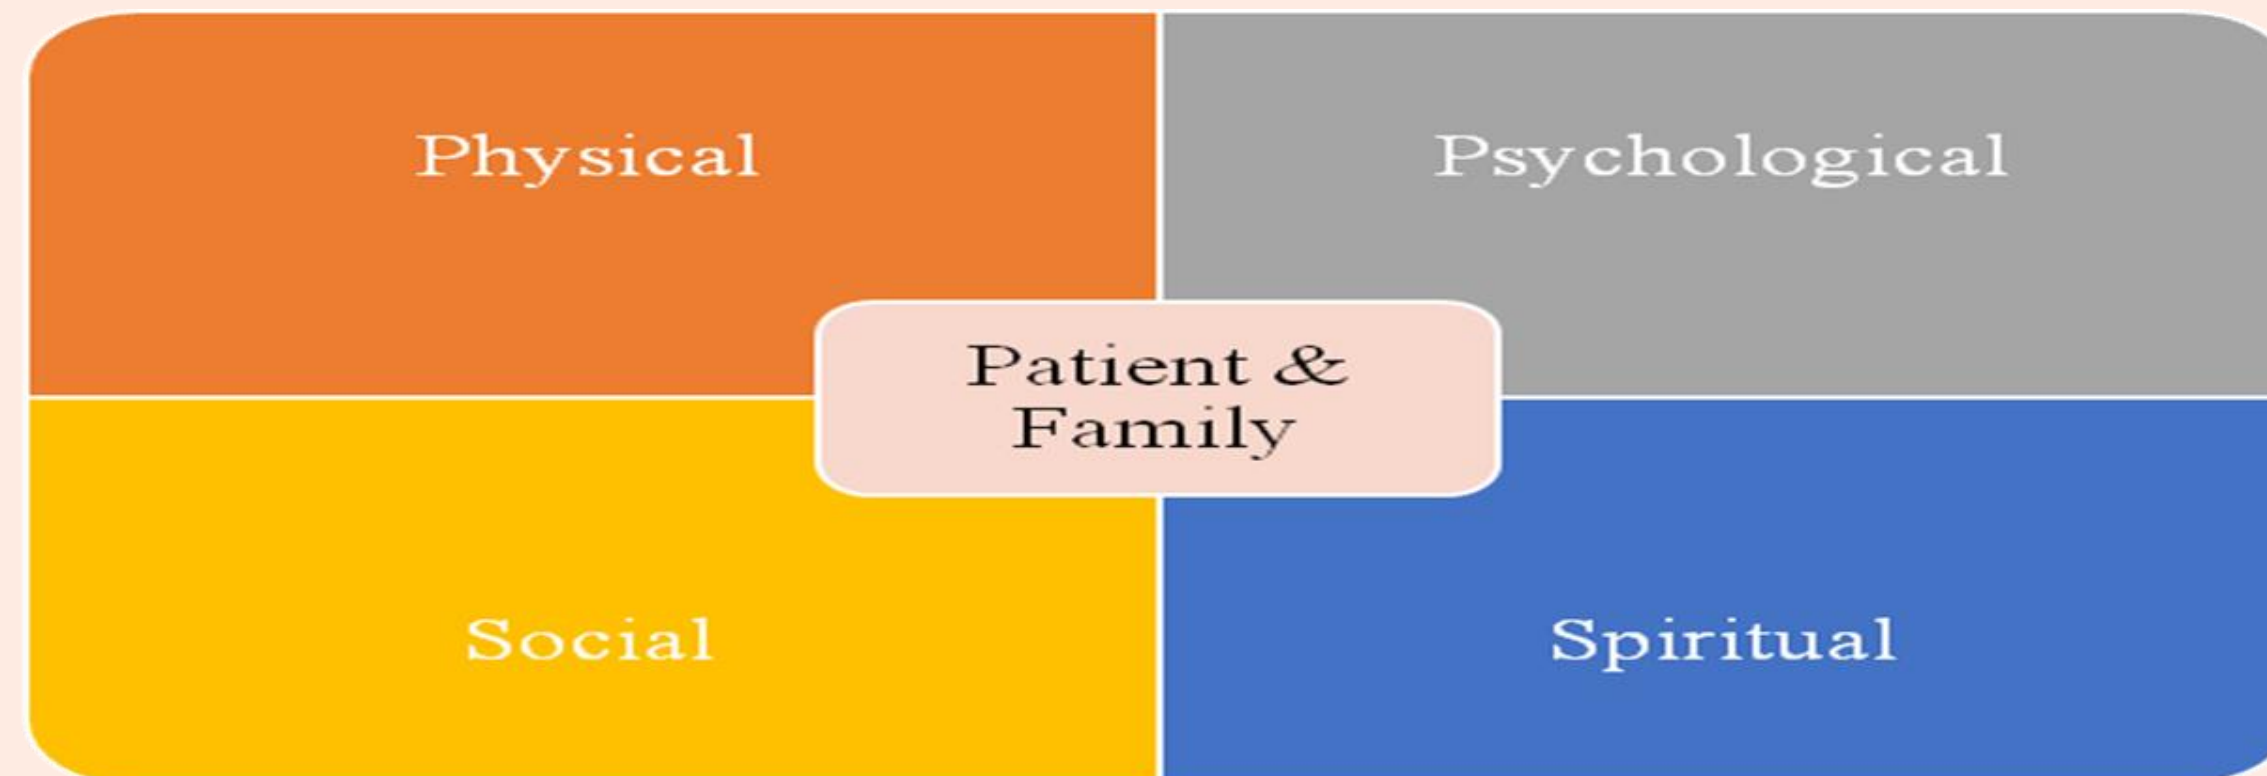 Physical
Psychological
Patient &
Family
Social
Spiritual